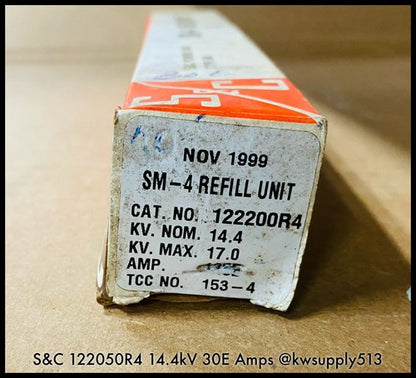 S&C
NOV 1999
SM-4 REFILL UNIT
CAT. NO. 122200R4
KV. NOM. 14.4
KV. MAX. 17.0
AMP.
TCC NO. 153-4
S&C 122050R4 14.4kV 30E Amps @kwsupply513